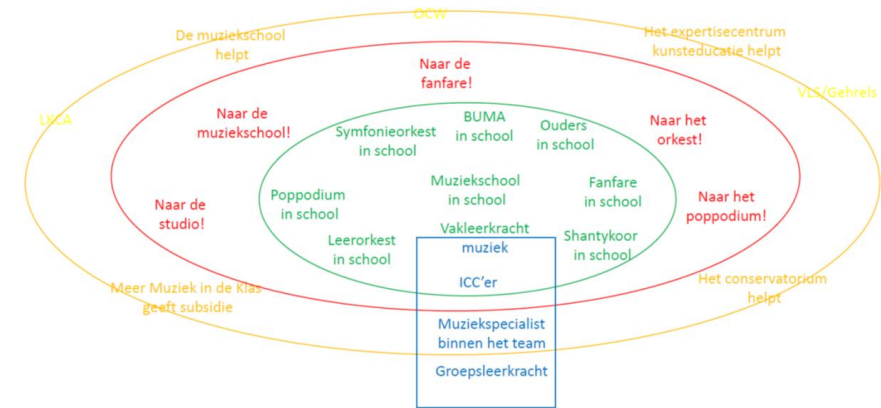 OCW
De muziekschool
helpt
Het expertisecentrum
kunsteducatie helpt
Naar de
fanfare!
VLS/Gehrels
LKCA
Naar de
muziekschool!
Symfonieorkest
in school
BUMA
in school
Ouders
in school
Naar het
orkest!
Poppodium
in school
Muziekschool
in school
Fanfare
in school
Naar de
studio!
Naar het
poppodium!
Leerorkest
in school
Vakleerkracht
muziek
Shantykoor
in school
ICC'er
Meer Muziek in de Klas
geeft subsidie
Het conservatorium
helpt
Muziekspecialist
binnen het team
Groepsleerkracht